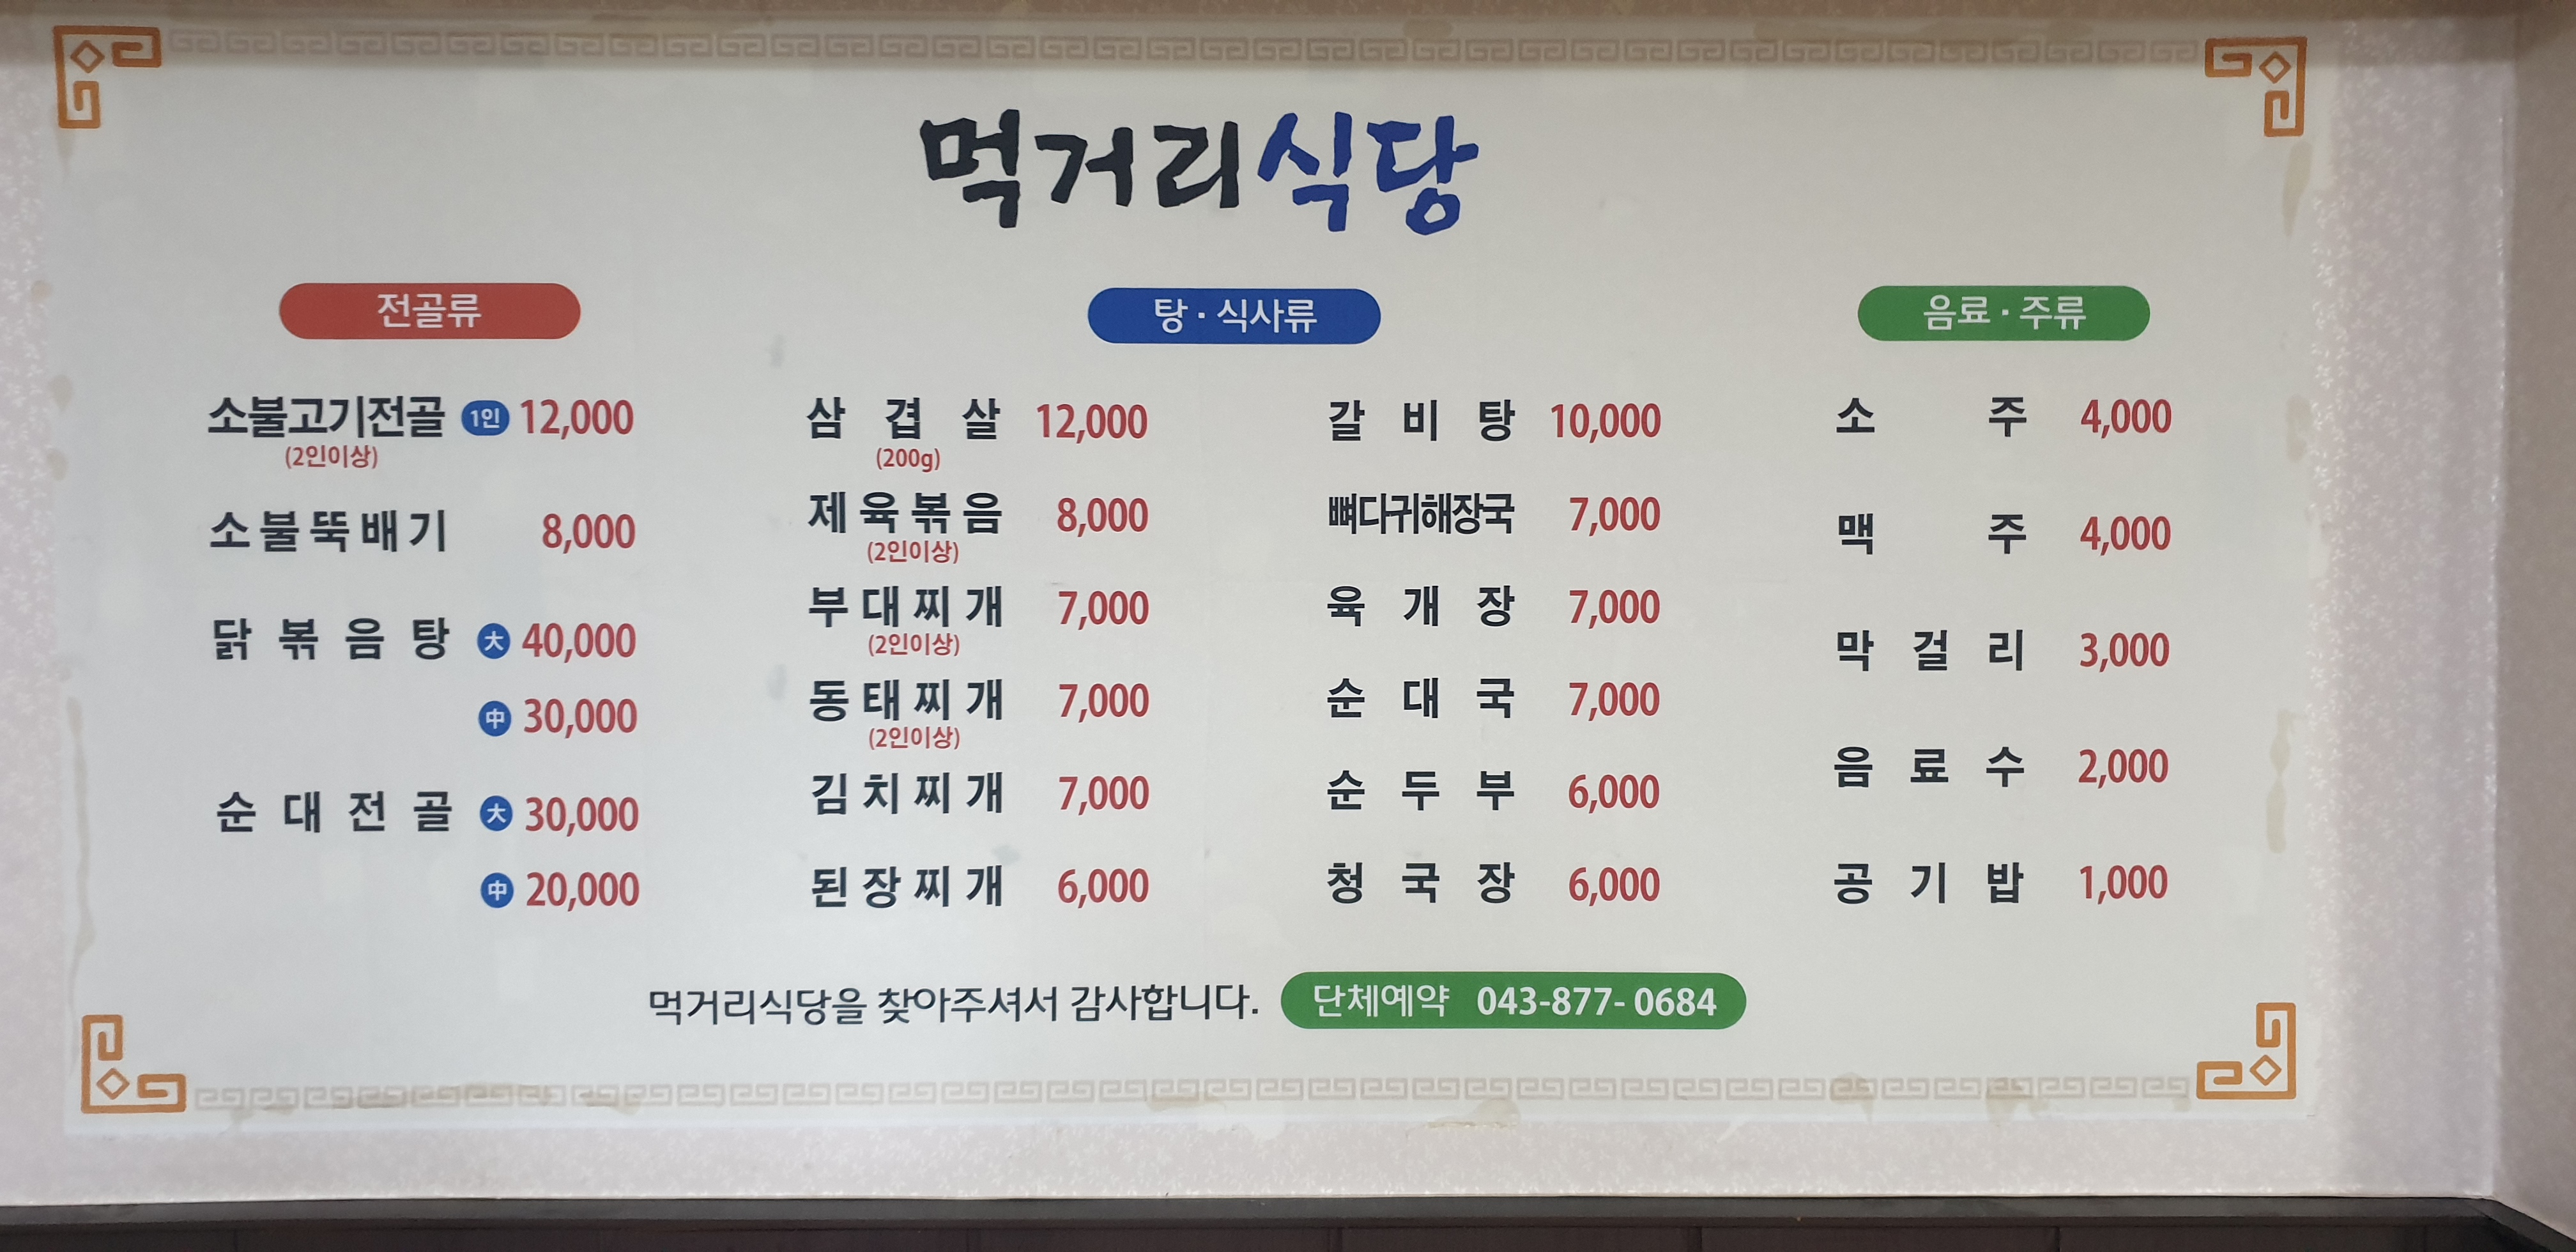 먹거리식당
전골류
소불고기전골 1인 12,000
(2인이상)
소불뚝배기 8,000
닭볶음탕 大 40,000
中 30,000
순대전골 大 30,000
中 20,000
탕·식사류
삼겹살 12,000
(200g)
제육볶음 8,000
(2인이상)
부대찌개 7,000
(2인이상)
동태찌개 7,000
(2인이상)
김치찌개 7,000
된장찌개 6,000
갈비탕 10,000
뼈다귀해장국 7,000
육개장 7,000
순대국 7,000
순두부 6,000
청국장 6,000
음료·주류
소주 4,000
맥주 4,000
막걸리 3,000
음료수 2,000
공기밥 1,000
먹거리식당을 찾아주셔서 감사합니다. 단체예약 043-877-0684